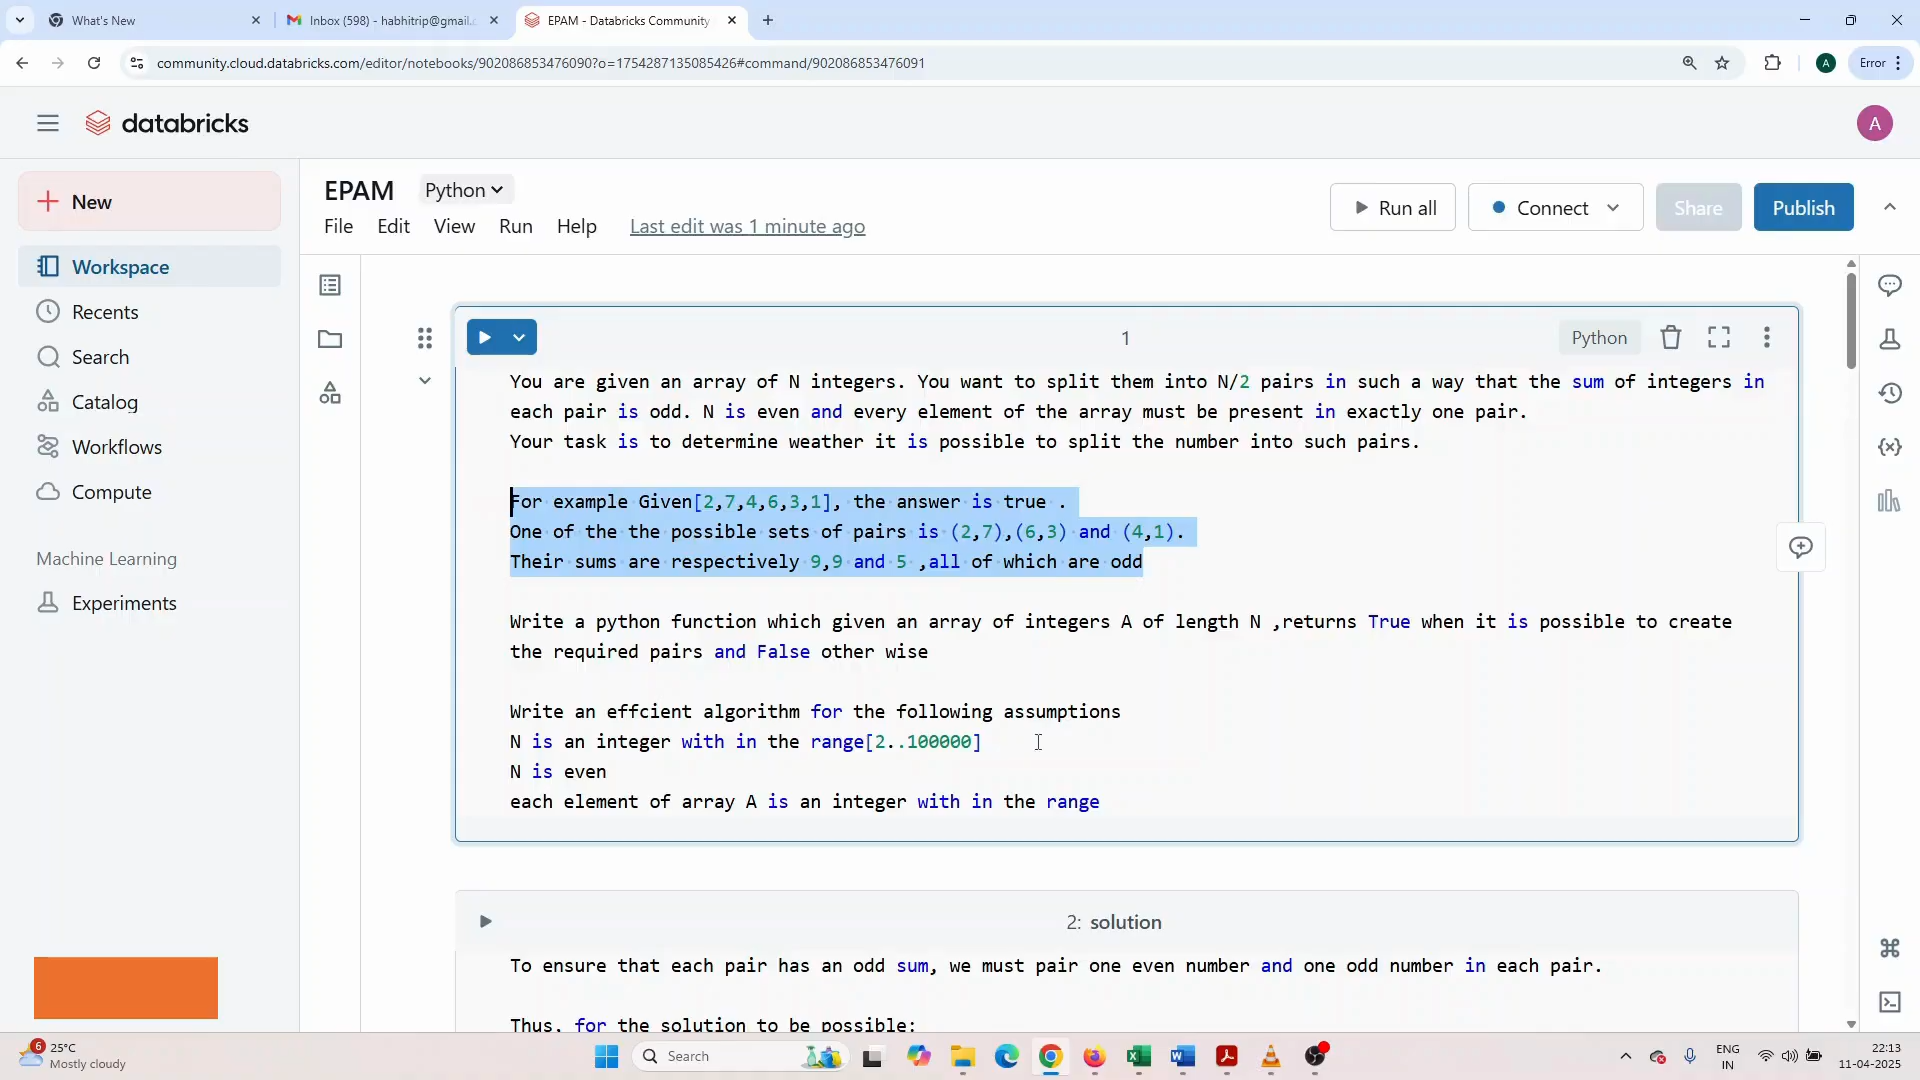 What's New
Inbox (598) - habhitrip@gmail.c
EPAM - Databricks Community
community.cloud.databricks.com/editor/notebooks/902086853476090?o=1754287135085426#command/902086853476091
A
Error
databricks
A
New
Workspace
Recents
Search
Catalog
Workflows
Compute
Machine Learning
Experiments
EPAM
Python
File Edit View Run Help
Last edit was 1 minute ago
Run all
Connect
Share
Publish
1
Python
You are given an array of N integers. You want to split them into N/2 pairs in such a way that the sum of integers in
each pair is odd. N is even and every element of the array must be present in exactly one pair.
Your task is to determine weather it is possible to split the number into such pairs.
For example Given[2,7,4,6,3,1], the answer is true .
One of the the possible sets of pairs is (2,7),(6,3) and (4,1).
Their sums are respectively 9,9 and 5 ,all of which are odd
Write a python function which given an array of integers A of length N ,returns True when it is possible to create
the required pairs and False other wise
Write an effcient algorithm for the following assumptions
N is an integer with in the range[2..100000]
N is even
each element of array A is an integer with in the range
2: solution
To ensure that each pair has an odd sum, we must pair one even number and one odd number in each pair.
Thus, for the solution to be possible:
6
25°C
Mostly cloudy
Search
ENG
IN
22:13
11-04-2025